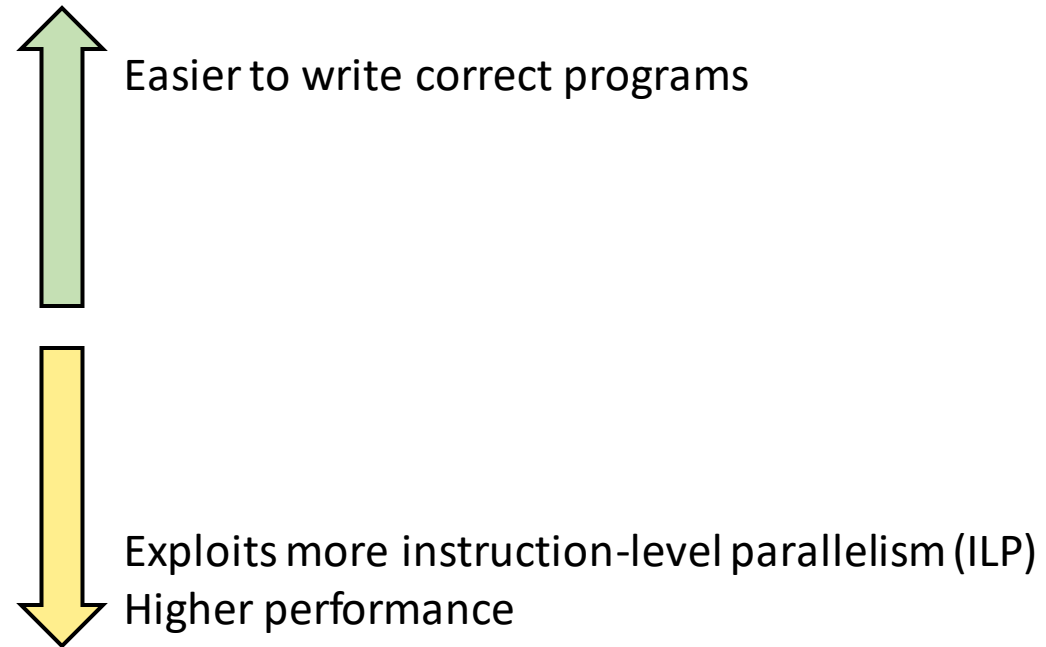 Easier to write correct programs
Exploits more instruction-level parallelism (ILP)
Higher performance